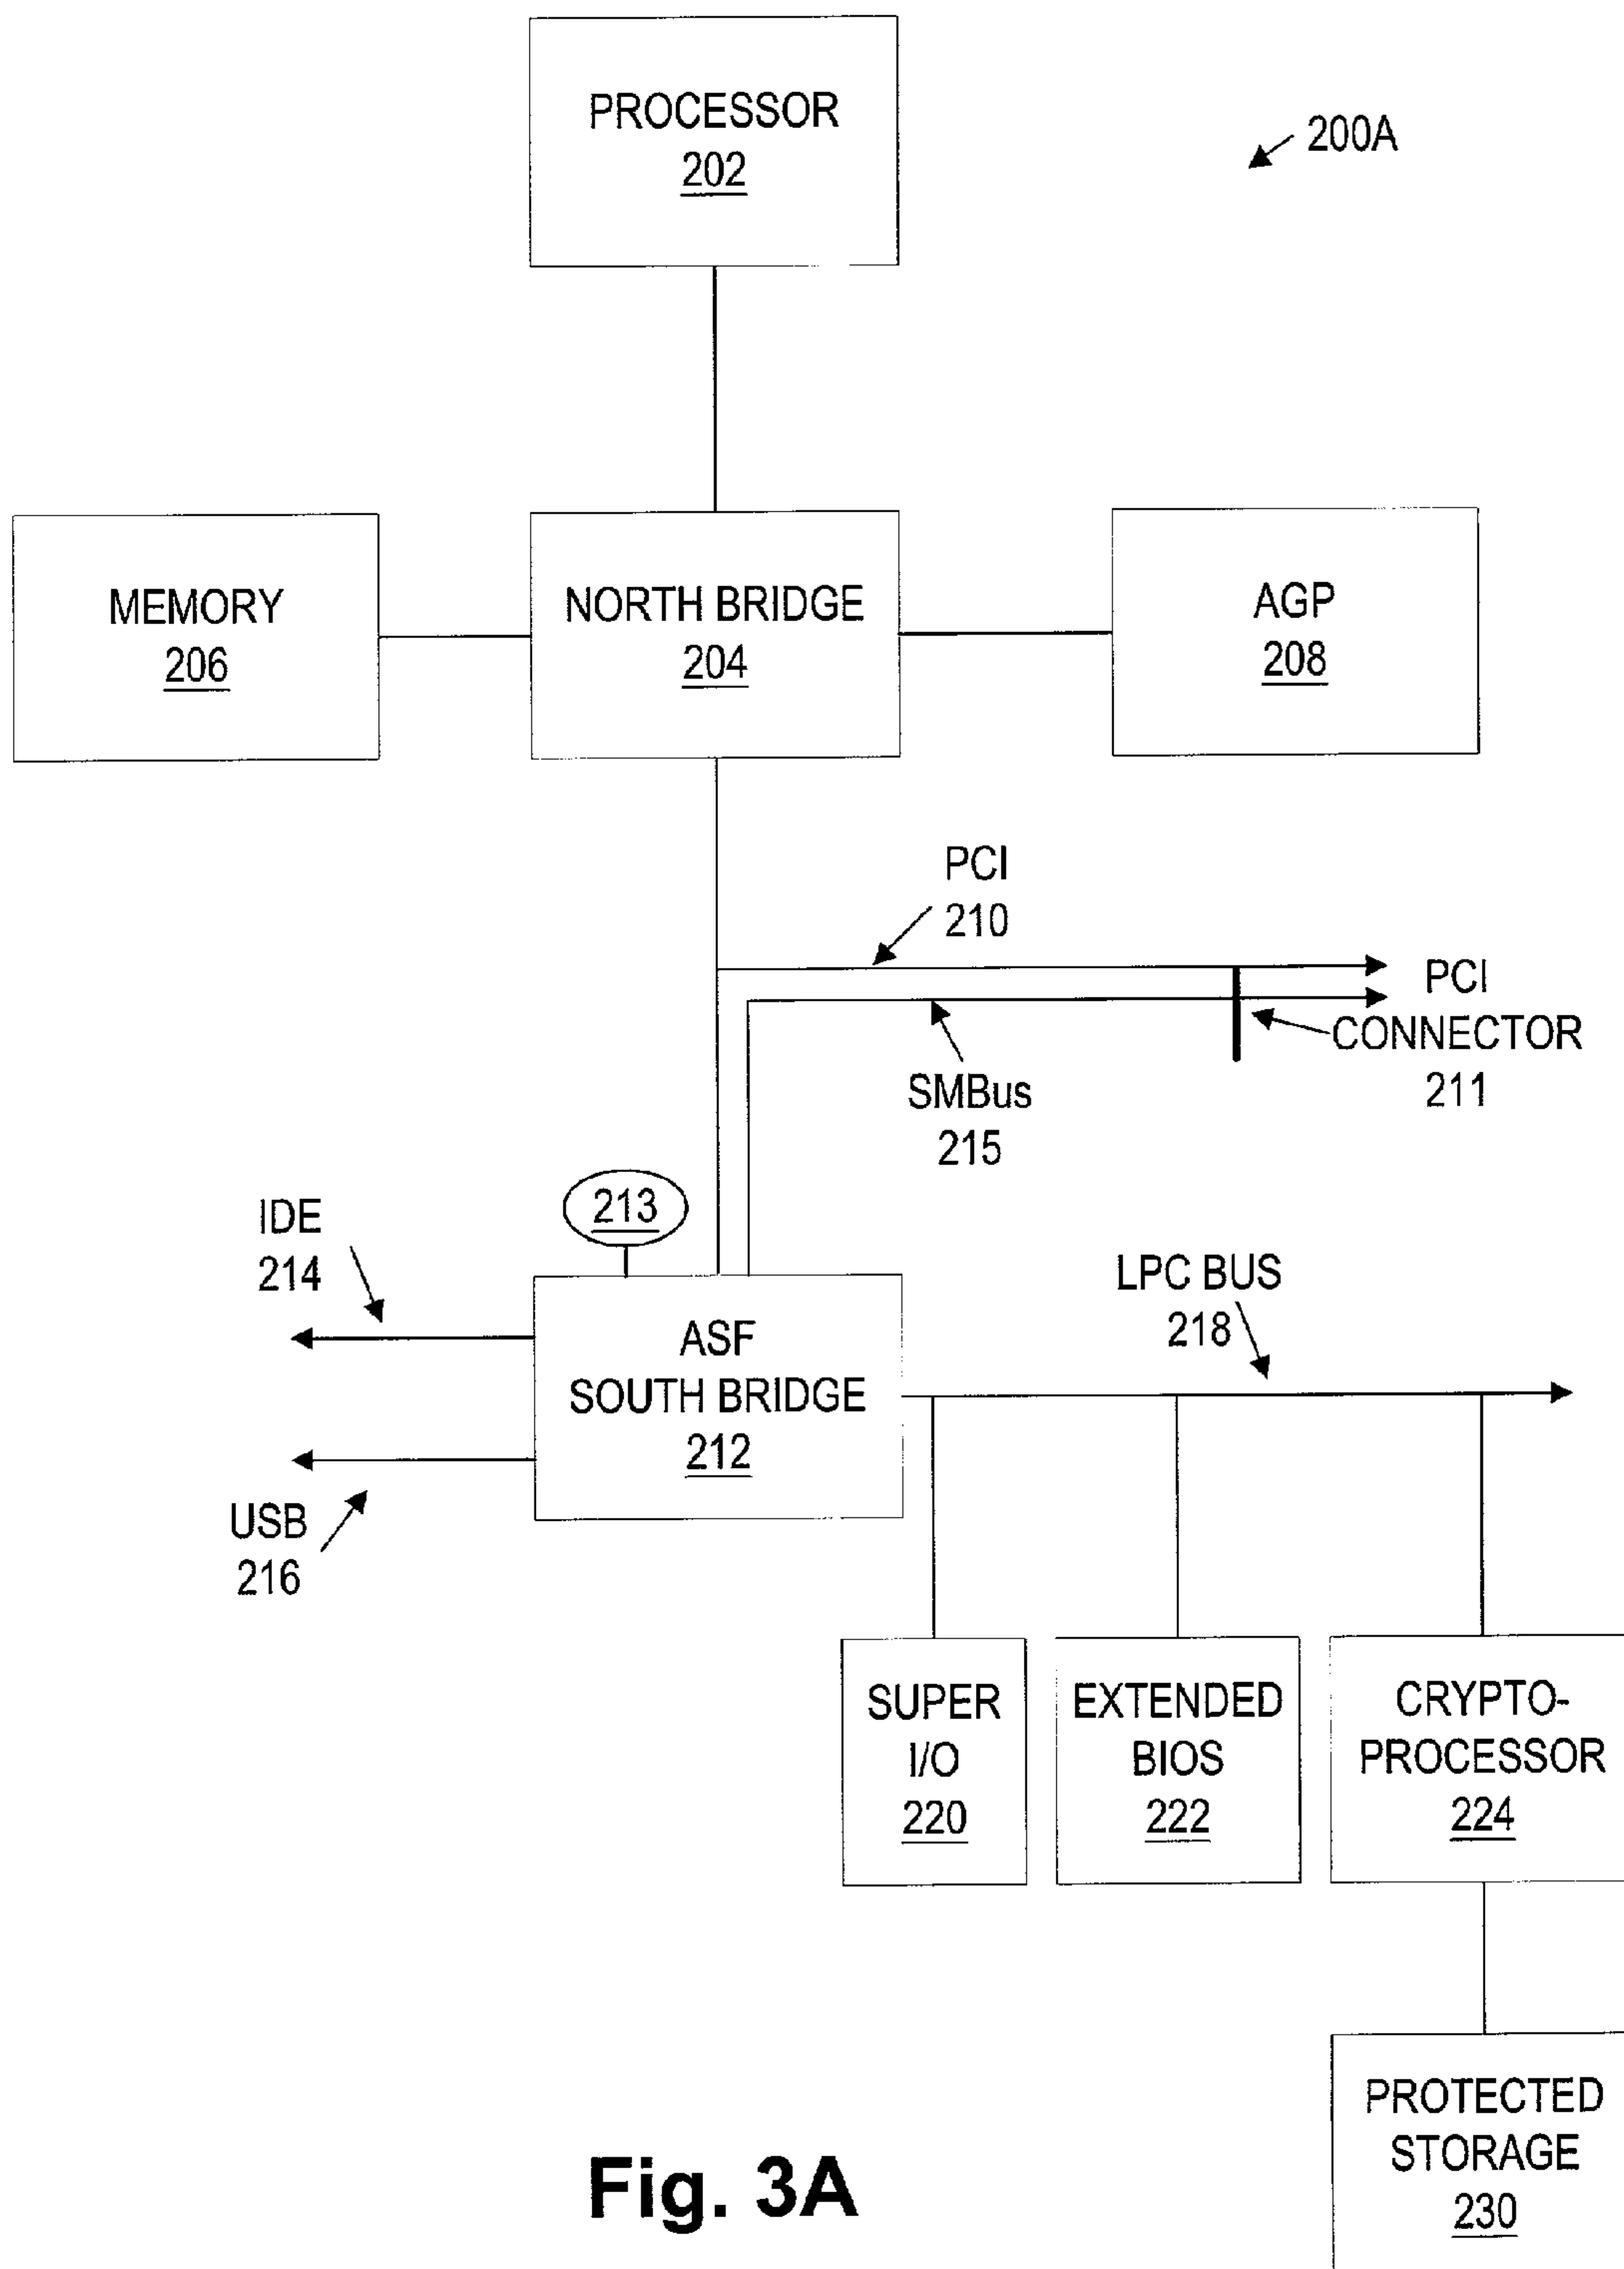 PROCESSOR
202
200A
MEMORY
206
NORTH BRIDGE
204
AGP
208
PCI
210
PCI
CONNECTOR
211
SMBus
215
213
IDE
214
ASF
SOUTH BRIDGE
212
LPC BUS
218
USB
216
SUPER
I/O
220
EXTENDED
BIOS
222
CRYPTO-
PROCESSOR
224
PROTECTED
STORAGE
230
Fig. 3A